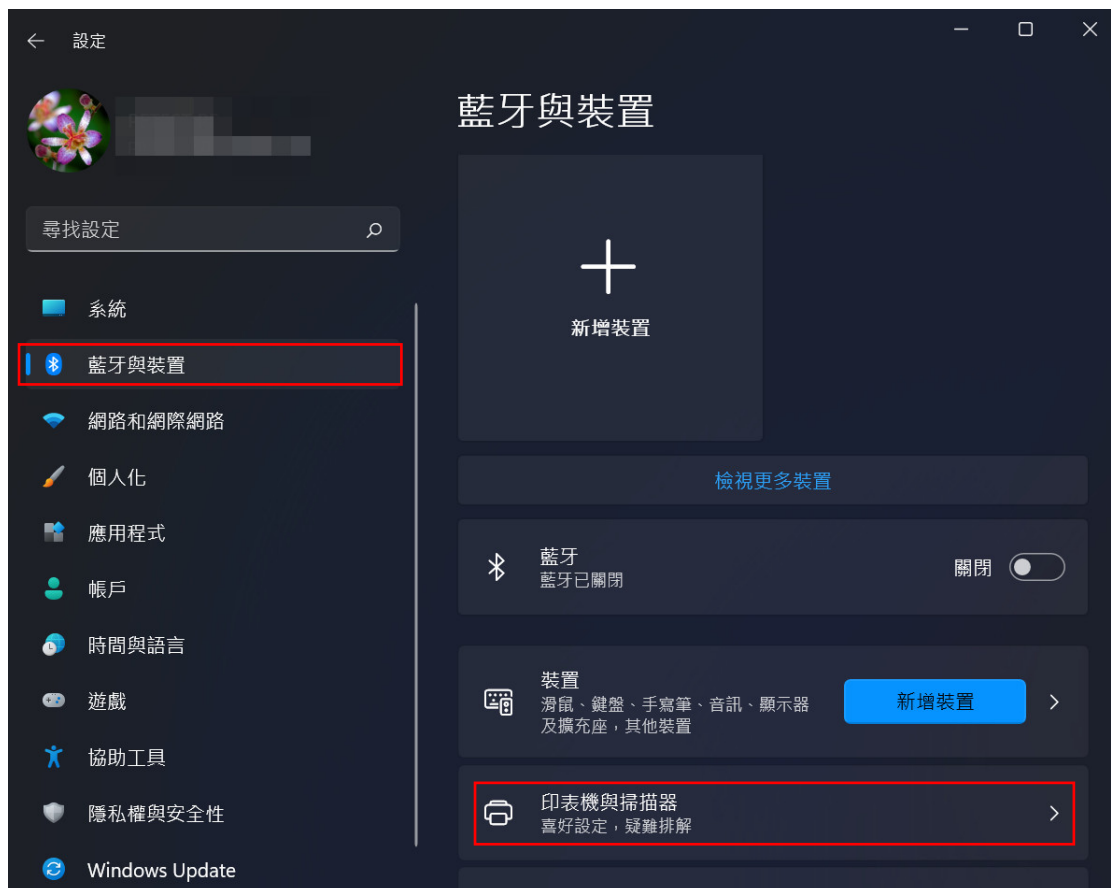 設定
藍牙與裝置
尋找設定
系統
藍牙與裝置
網路和網際網路
個人化
應用程式
帳戶
時間與語言
遊戲
協助工具
隱私權與安全性
Windows Update
新增裝置
檢視更多裝置
藍牙
藍牙已關閉
關閉
裝置
滑鼠、鍵盤、手寫筆、音訊、顯示器
及擴充座，其他裝置
新增裝置
印表機與掃描器
喜好設定，疑難排解